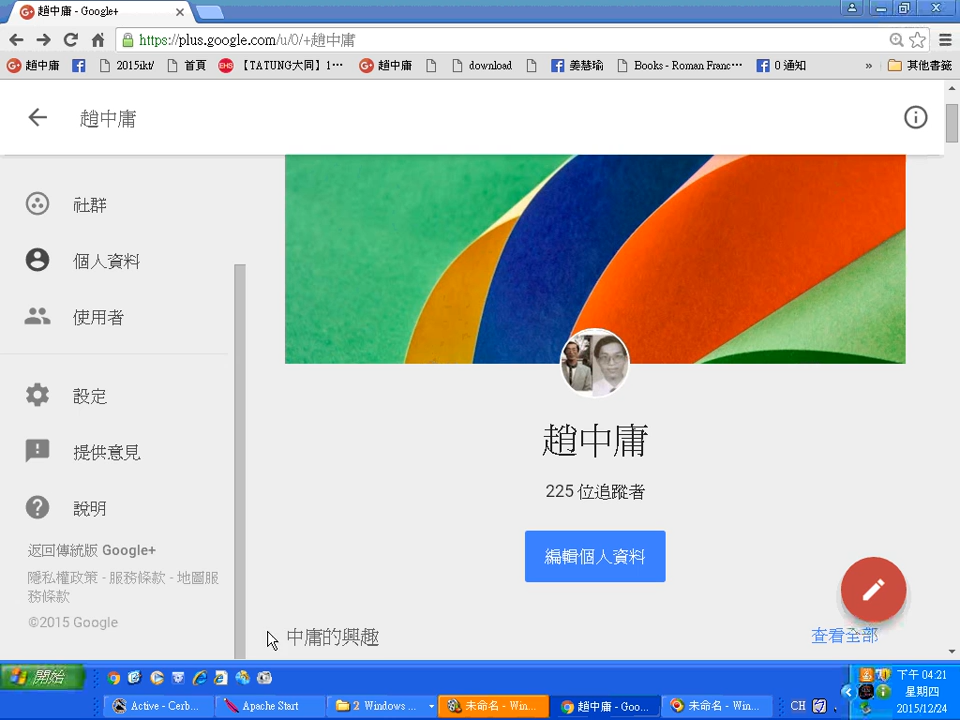 趙中庸 - Google+
https://plus.google.com/u/0/+趙中庸
趙中庸
2015ikt/
首頁
EHS
【TATUNG大同】1…
趙中庸
download
姜慧瑜
Books - Roman Franc…
0 通知
»
其他書籤
趙中庸
社群
個人資料
使用者
設定
提供意見
說明
返回傳統版 Google+
隱私權政策 - 服務條款 - 地圖服
務條款
©2015 Google
趙中庸
225 位追蹤者
編輯個人資料
中庸的興趣
查看全部
開始
Active - Cerb...
Apache Start
2 Windows ...
未命名 - Win...
趙中庸 - Goo...
未命名 - Win...
CH
下午 04:21
星期四
2015/12/24